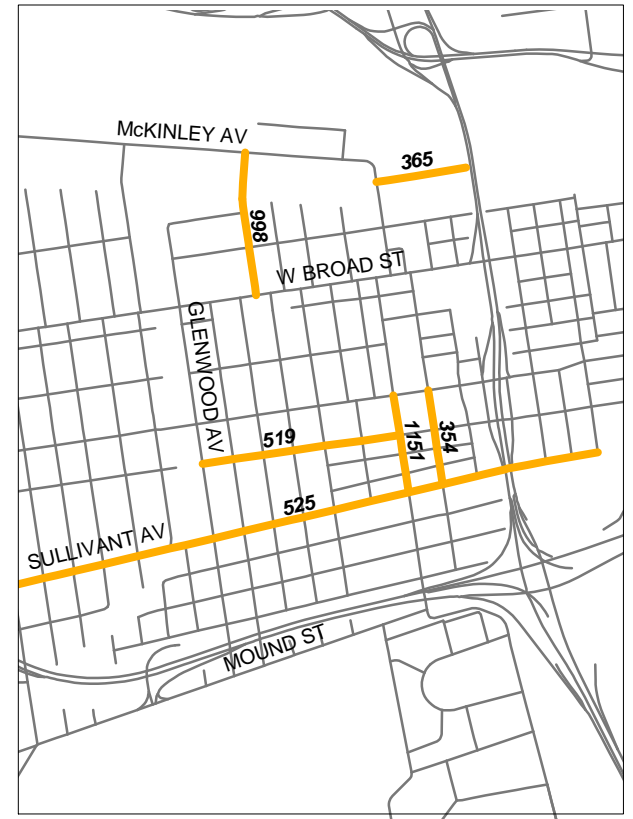 McKINLEY AV
365
998
W BROAD ST
GLENWOOD AV
519
1151
354
525
SULLIVANT AV
MOUND ST